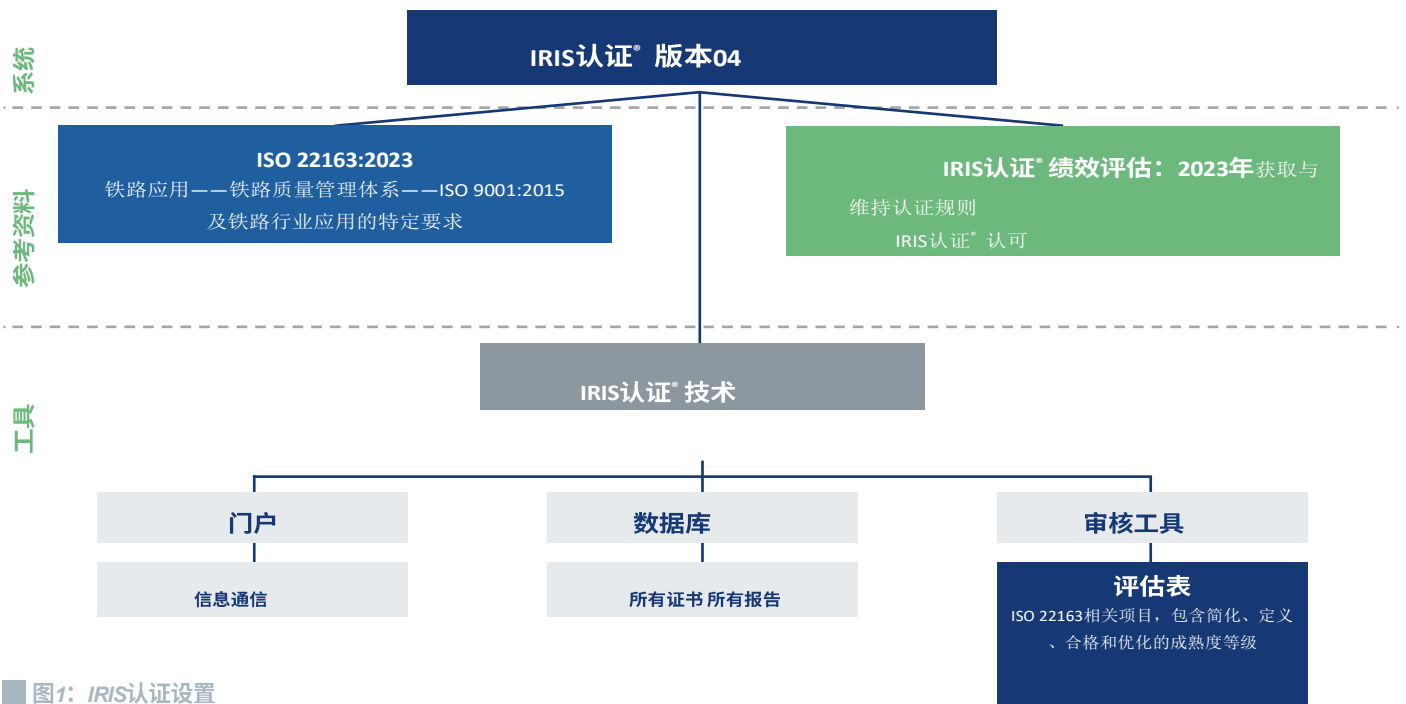 系统
IRIS认证® 版本04
参考资料
ISO 22163:2023
铁路应用——铁路质量管理体系——ISO 9001:2015
及铁路行业应用的特定要求
IRIS认证® 绩效评估：2023年获取与
维持认证规则
IRIS认证® 认可
工具
IRIS认证® 技术
门户
数据库
审核工具
信息通信
所有证书 所有报告
评估表
ISO 22163相关项目，包含简化、定义
、合格和优化的成熟度等级
图1：IRIS认证设置